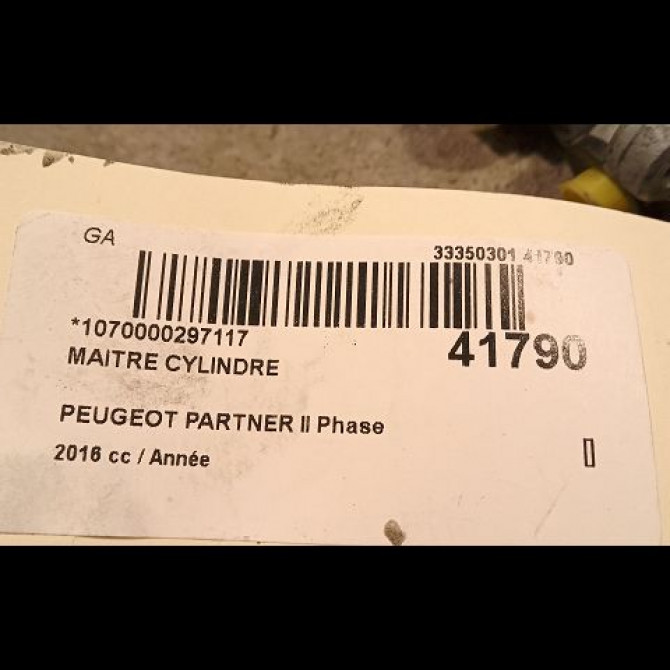 GA
33350301 41790
*1070000297117
41790
MAITRE CYLINDRE
PEUGEOT PARTNER II Phase
2016 cc / Année